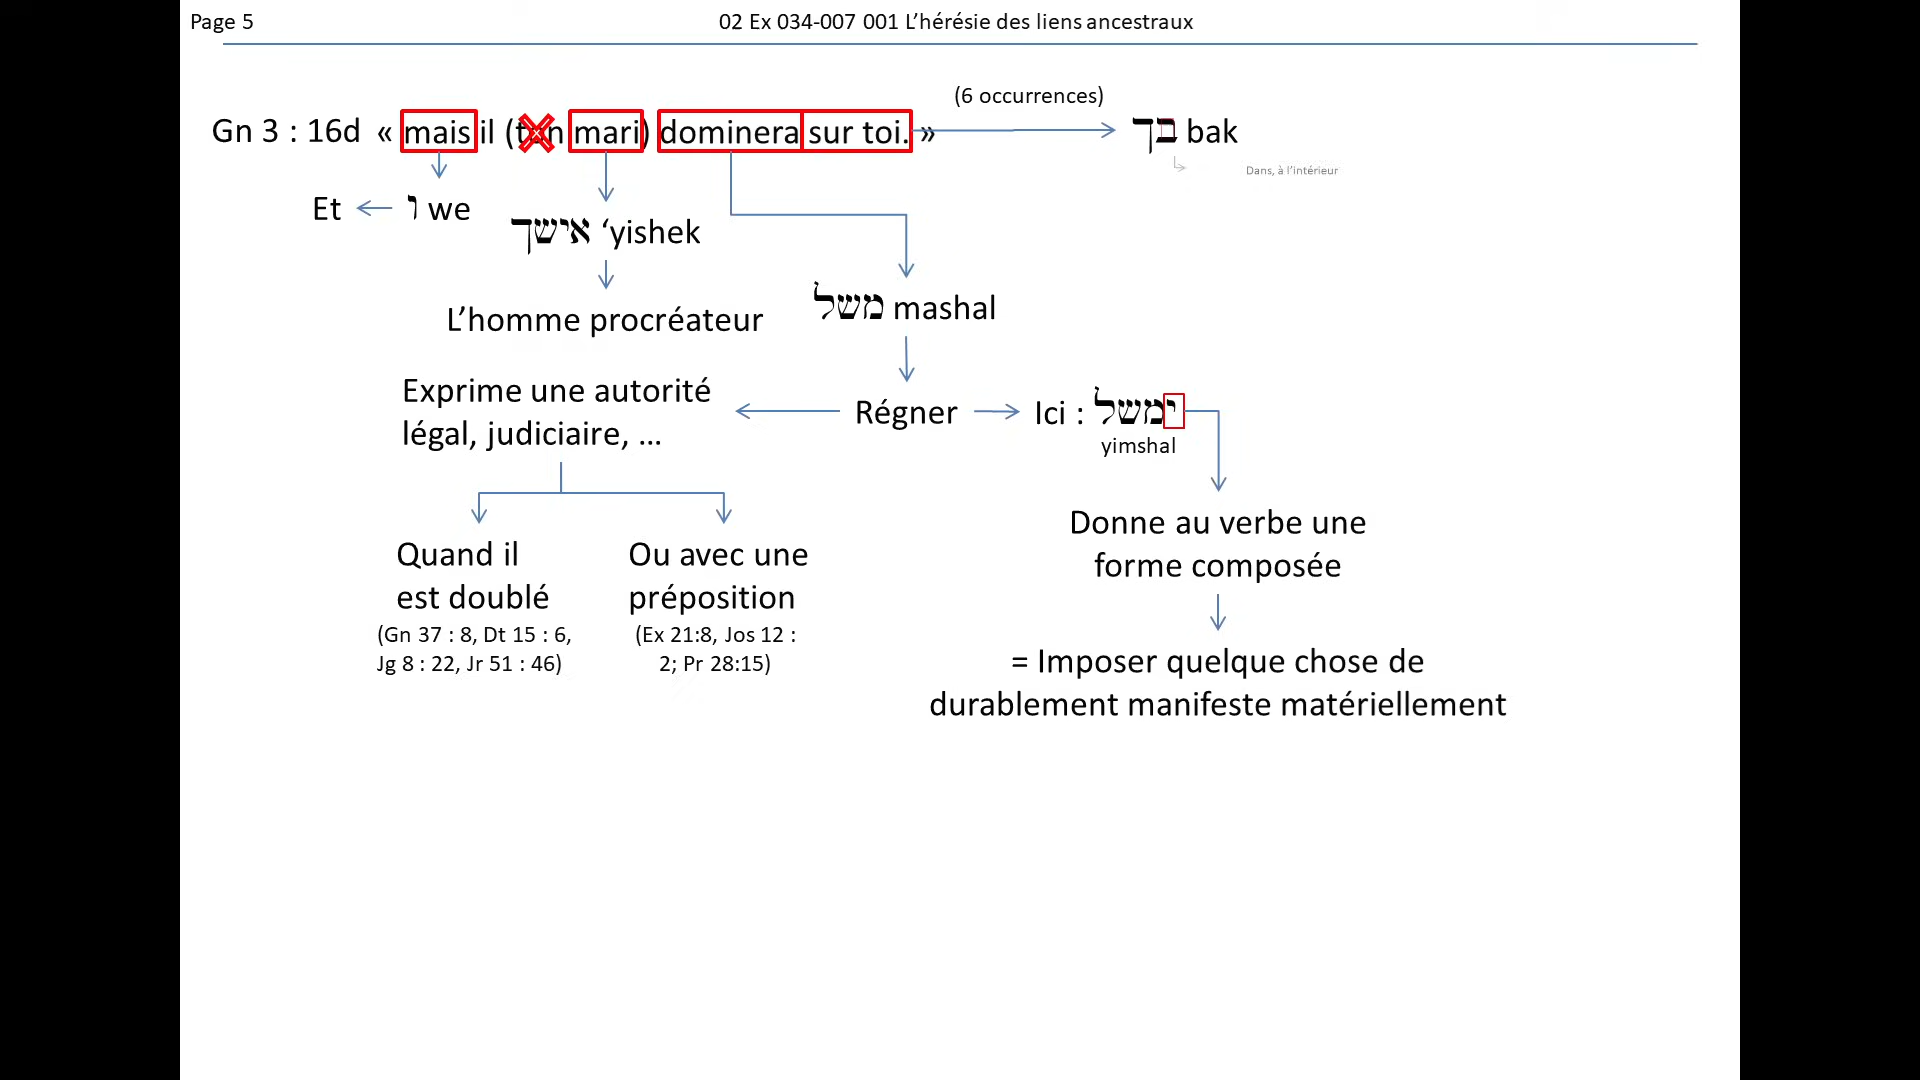 Page 5
02 Ex 034-007 001 L’hérésie des liens ancestraux
(6 occurrences)
Gn 3 : 16d « mais il (ton mari) dominera sur toi. »
בך bak
Dans, à l’intérieur
Et
ו we
אישך ‘yishek
L’homme procréateur
משל mashal
Exprime une autorité
légal, judiciaire, ...
Régner
Ici : ימשל
yimshal
Quand il
est doublé
(Gn 37 : 8, Dt 15 : 6,
Jg 8 : 22, Jr 51 : 46)
Ou avec une
préposition
(Ex 21:8, Jos 12 :
2; Pr 28:15)
Donne au verbe une
forme composée
= Imposer quelque chose de
durablement manifeste matériellement